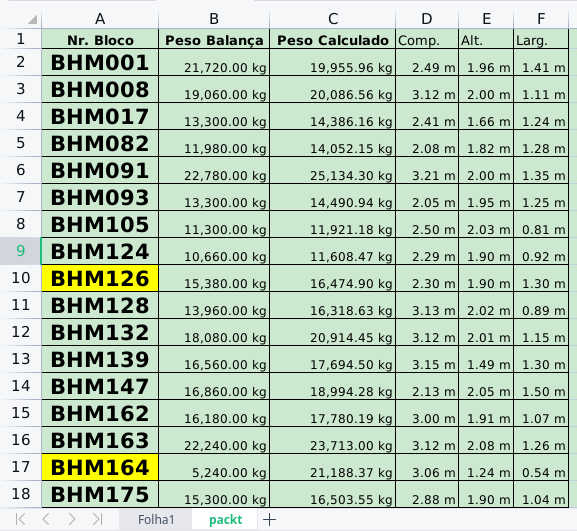 A B C D E F
1 Nr. Bloco Peso Balança Peso Calculado Comp. Alt. Larg.
2 BHM001 21,720.00 kg 19,955.96 kg 2.49 m 1.96 m 1.41 m
3 BHM008 19,060.00 kg 20,086.56 kg 3.12 m 2.00 m 1.11 m
4 BHM017 13,300.00 kg 14,386.16 kg 2.41 m 1.66 m 1.24 m
5 BHM082 11,980.00 kg 14,052.15 kg 2.08 m 1.82 m 1.28 m
6 BHM091 22,780.00 kg 25,134.30 kg 3.21 m 2.00 m 1.35 m
7 BHM093 13,300.00 kg 14,490.94 kg 2.05 m 1.95 m 1.25 m
8 BHM105 11,300.00 kg 11,921.18 kg 2.50 m 2.03 m 0.81 m
9 BHM124 10,660.00 kg 11,608.47 kg 2.29 m 1.90 m 0.92 m
10 BHM126 15,380.00 kg 16,474.90 kg 2.30 m 1.90 m 1.30 m
11 BHM128 13,960.00 kg 16,318.63 kg 3.13 m 2.02 m 0.89 m
12 BHM132 18,080.00 kg 20,914.45 kg 3.12 m 2.01 m 1.15 m
13 BHM139 16,560.00 kg 17,694.50 kg 3.15 m 1.49 m 1.30 m
14 BHM147 16,860.00 kg 18,994.28 kg 2.13 m 2.05 m 1.50 m
15 BHM162 16,180.00 kg 17,780.19 kg 3.00 m 1.91 m 1.07 m
16 BHM163 22,240.00 kg 23,713.00 kg 3.12 m 2.08 m 1.26 m
17 BHM164 5,240.00 kg 21,188.37 kg 3.06 m 1.24 m 0.54 m
18 BHM175 15,300.00 kg 16,503.55 kg 2.88 m 1.90 m 1.04 m
Folha1 packt